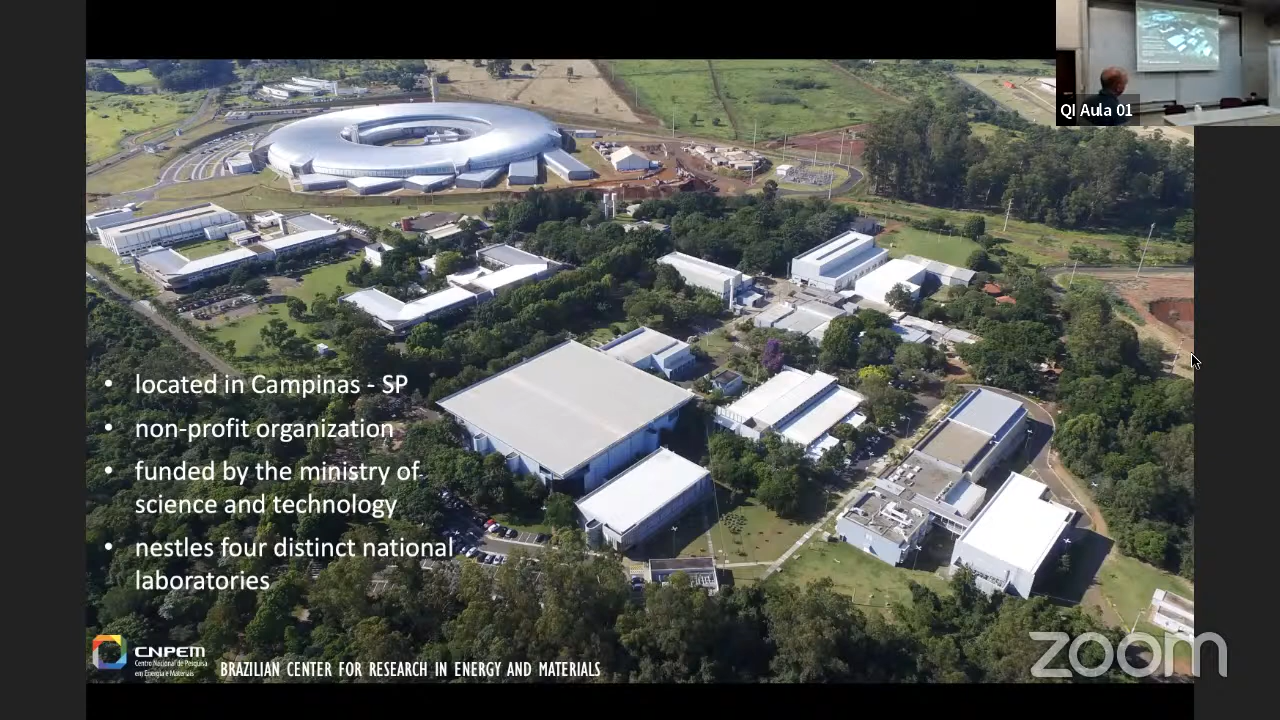 QI Aula 01
• located in Campinas - SP
• non-profit organization
• funded by the ministry of
science and technology
• nestles four distinct national
laboratories
CNPEM
Centro Nacional de Pesquisa
em Energia e Materiais
BRAZILIAN CENTER FOR RESEARCH IN ENERGY AND MATERIALS
zoom